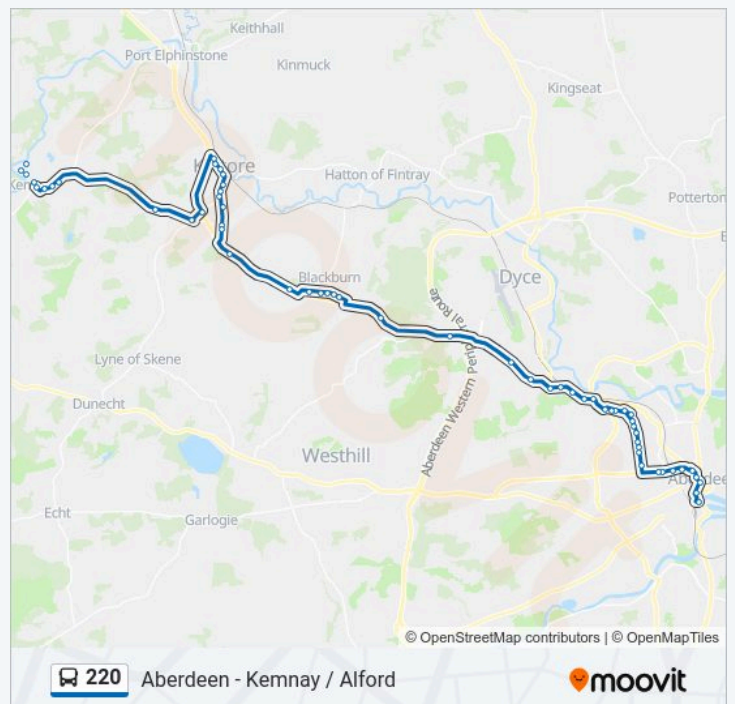 Keithhall
Port Elphinstone
Kinmuck
Kingseat
Hatton of Fintray
Potterton
Dyce
Blackburn
Aberdeen Western Peripheral Route
Lyne of Skene
Dunecht
Westhill
Echt
Garlogie
© OpenStreetMap contributors | © OpenMapTiles
220 Aberdeen - Kemnay / Alford
moovit